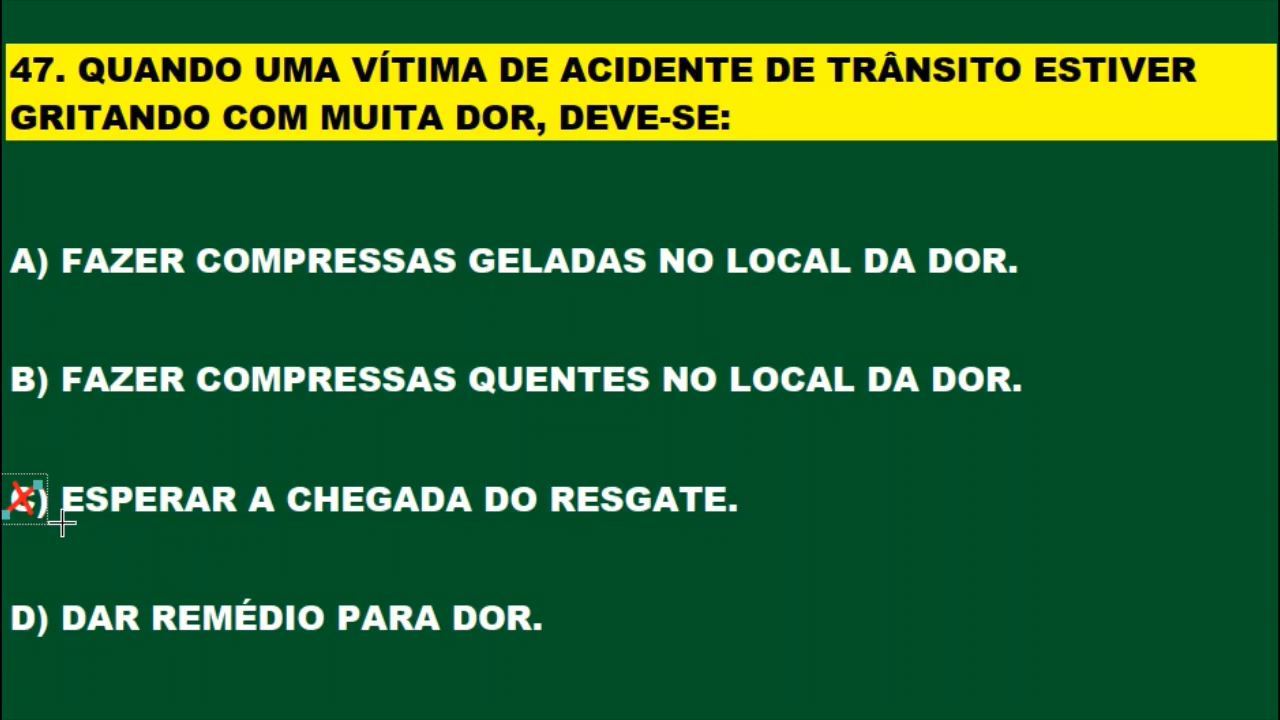 47. QUANDO UMA VÍTIMA DE ACIDENTE DE TRÂNSITO ESTIVER
GRITANDO COM MUITA DOR, DEVE-SE:
A) FAZER COMPRESSAS GELADAS NO LOCAL DA DOR.
B) FAZER COMPRESSAS QUENTES NO LOCAL DA DOR.
C) ESPERAR A CHEGADA DO RESGATE.
D) DAR REMÉDIO PARA DOR.